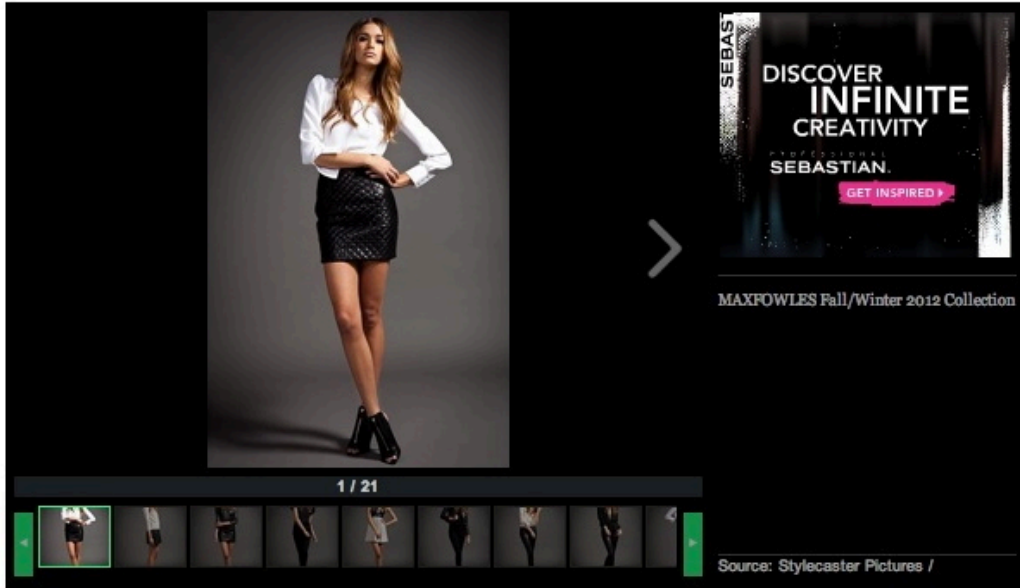 SEBAST
DISCOVER
INFINITE
CREATIVITY
PROFESSIONAL
SEBASTIAN.
GET INSPIRED
MAXFOWLES Fall/Winter 2012 Collection
1 / 21
Source: Stylecaster Pictures /